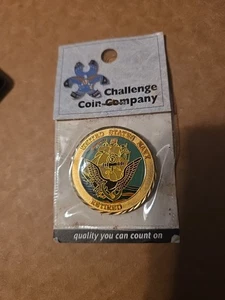 Challenge
Coin Company
UNITED STATES NAVY
RETIRED
quality you can count on